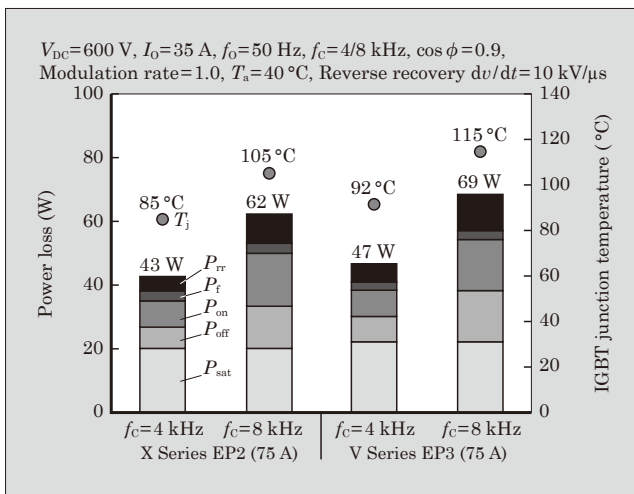 V_DC=600 V, I_O=35 A, f_O=50 Hz, f_C=4/8 kHz, cos ϕ=0.9,
Modulation rate=1.0, T_a=40 °C, Reverse recovery dv/dt=10 kV/µs
100
80
60
40
20
0
Power loss (W)
140
120
100
80
60
40
20
0
IGBT junction temperature (°C)
85 °C
T_j
43 W
105 °C
62 W
92 °C
47 W
115 °C
69 W
P_rr
P_f
P_on
P_off
P_sat
f_C=4 kHz
f_C=8 kHz
f_C=4 kHz
f_C=8 kHz
X Series EP2 (75 A)
V Series EP3 (75 A)